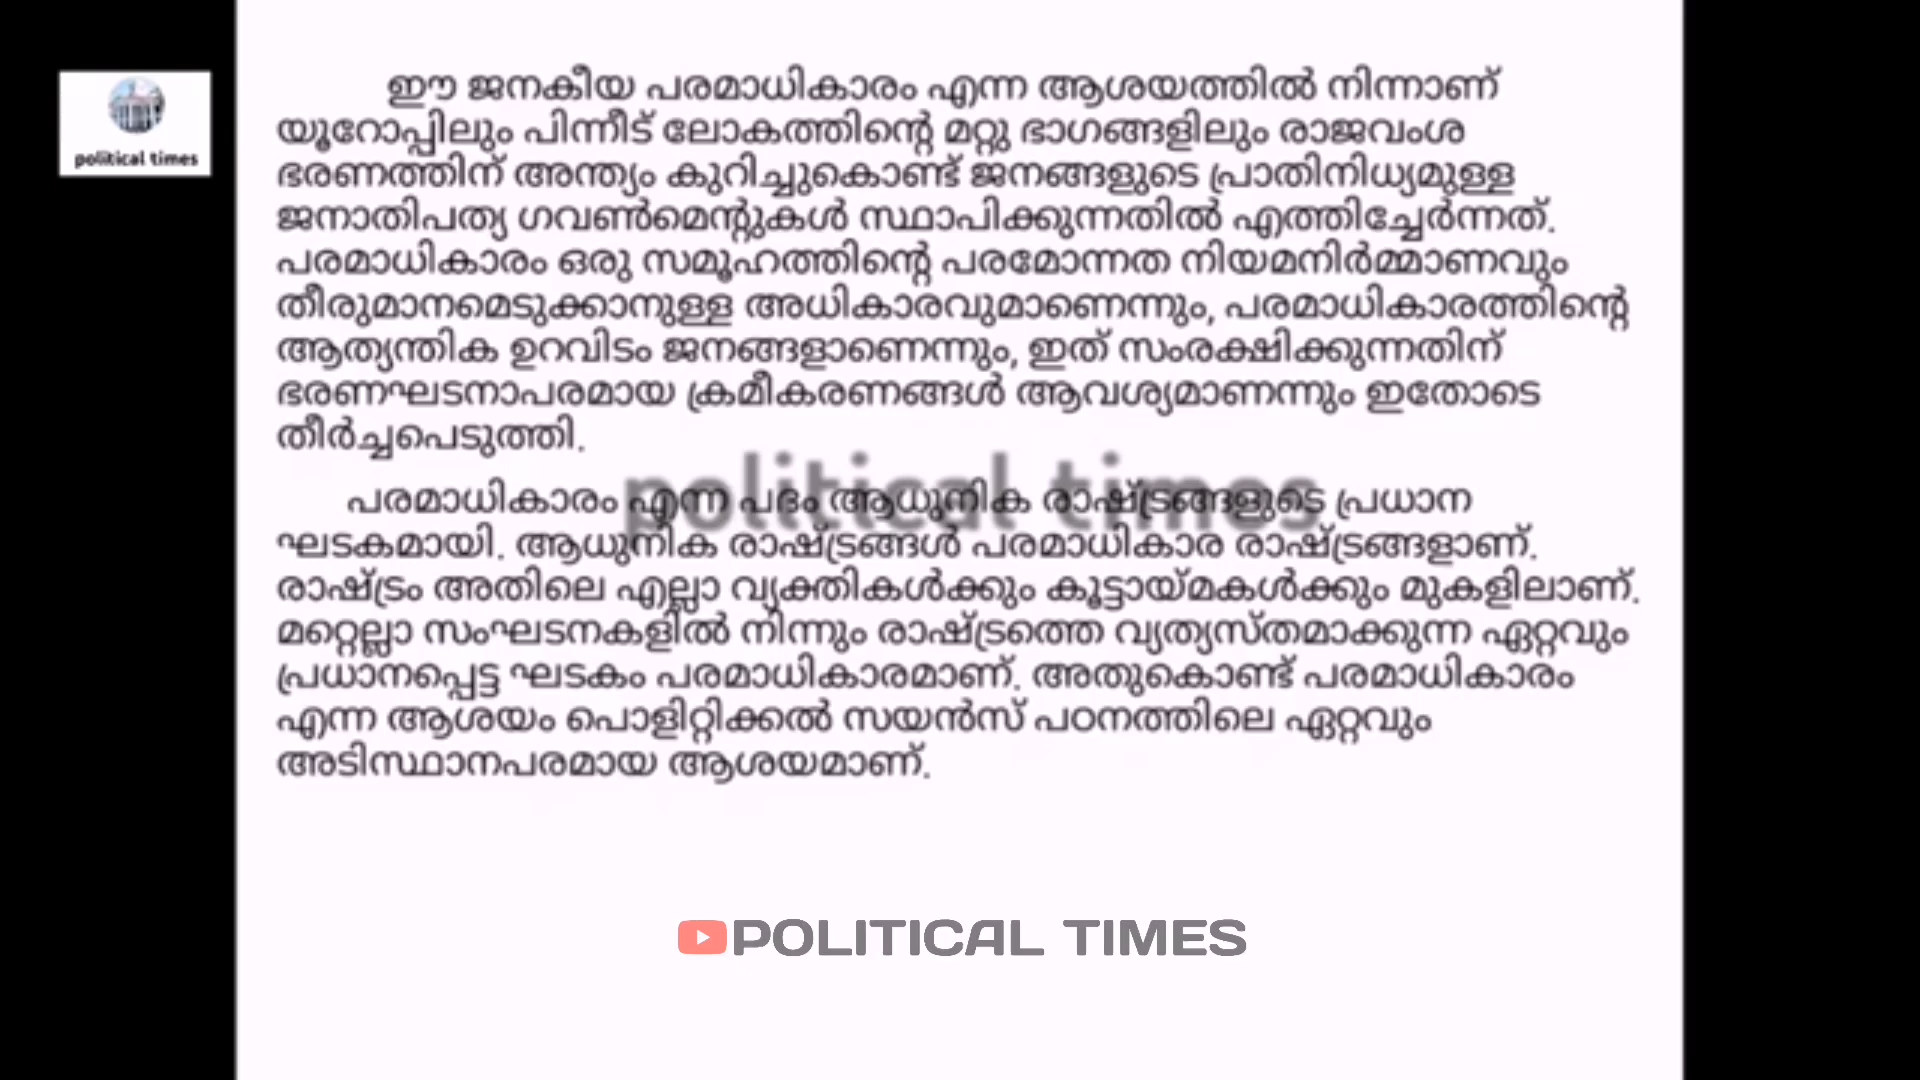 political times
ഈ ജനകീയ പരമാധികാരം എന്ന ആശയത്തിൽ നിന്നാണ്
യൂറോപ്പിലും പിന്നീട് ലോകത്തിന്റെ മറ്റു ഭാഗങ്ങളിലും രാജവംശ
ഭരണത്തിന് അന്ത്യം കുറിച്ചുകൊണ്ട് ജനങ്ങളുടെ പ്രാതിനിധ്യമുള്ള
ജനാതിപത്യ ഗവൺമെന്റുകൾ സ്ഥാപിക്കുന്നതിൽ എത്തിച്ചേർന്നത്.
പരമാധികാരം ഒരു സമൂഹത്തിന്റെ പരമോന്നത നിയമനിർമ്മാണവും
തീരുമാനമെടുക്കാനുള്ള അധികാരവുമാണെന്നും, പരമാധികാരത്തിന്റെ
ആത്യന്തിക ഉറവിടം ജനങ്ങളാണെന്നും, ഇത് സംരക്ഷിക്കുന്നതിന്
ഭരണഘടനാപരമായ ക്രമീകരണങ്ങൾ ആവശ്യമാണന്നും ഇതോടെ
തീർച്ചപെടുത്തി.
political times
പരമാധികാരം എന്ന പദം ആധുനിക രാഷ്ട്രങ്ങളുടെ പ്രധാന
ഘടകമായി. ആധുനിക രാഷ്ട്രങ്ങൾ പരമാധികാര രാഷ്ട്രങ്ങളാണ്.
രാഷ്ട്രം അതിലെ എല്ലാ വ്യക്തികൾക്കും കൂട്ടായ്മകൾക്കും മുകളിലാണ്.
മറ്റെല്ലാ സംഘടനകളിൽ നിന്നും രാഷ്ട്രത്തെ വ്യത്യസ്തമാക്കുന്ന ഏറ്റവും
പ്രധാനപ്പെട്ട ഘടകം പരമാധികാരമാണ്. അതുകൊണ്ട് പരമാധികാരം
എന്ന ആശയം പൊളിറ്റിക്കൽ സയൻസ് പഠനത്തിലെ ഏറ്റവും
അടിസ്ഥാനപരമായ ആശയമാണ്.
POLITICAL TIMES